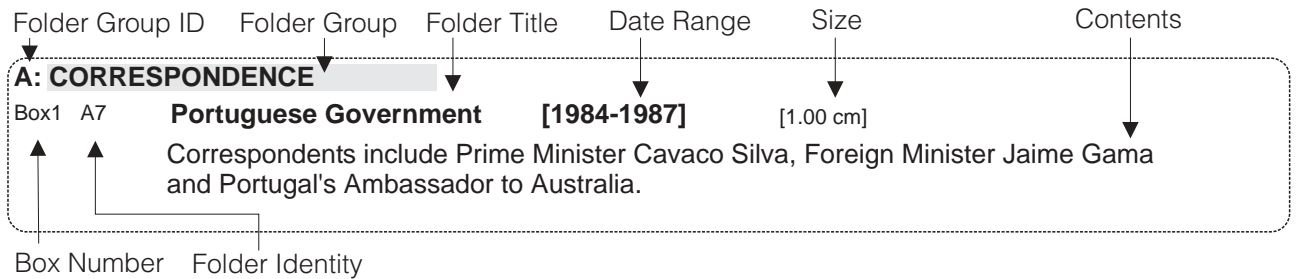 Folder Group ID Folder Group Folder Title Date Range Size Contents
A: CORRESPONDENCE
Box1 A7 Portuguese Government [1984-1987] [1.00 cm]
Correspondents include Prime Minister Cavaco Silva, Foreign Minister Jaime Gama
and Portugal's Ambassador to Australia.
Box Number Folder Identity